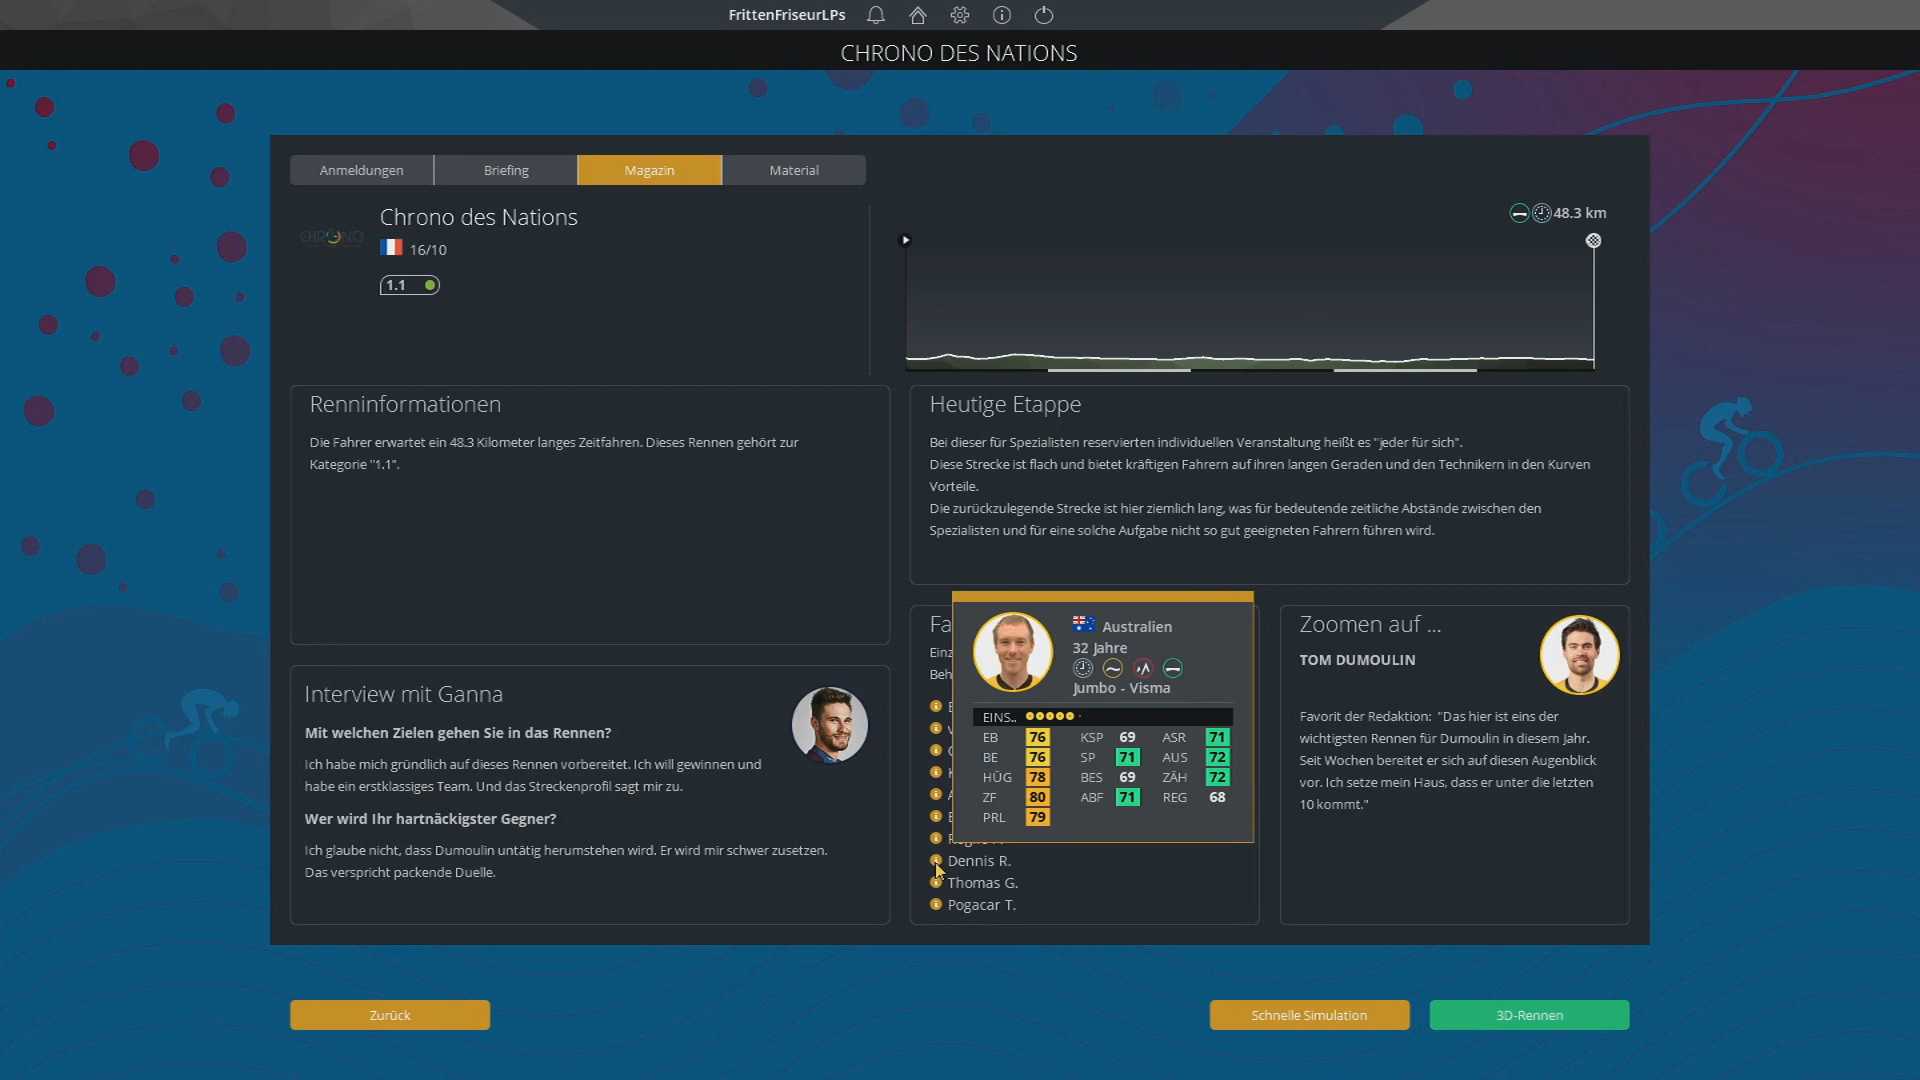 FrittenFriseurLPs
CHRONO DES NATIONS
Anmeldungen
Briefing
Magazin
Material
Chrono des Nations
CHRONO
16/10
1.1
48.3 km
Renninformationen
Die Fahrer erwartet ein 48.3 Kilometer langes Zeitfahren. Dieses Rennen gehört zur
Kategorie "1.1".
Heutige Etappe
Bei dieser für Spezialisten reservierten individuellen Veranstaltung heißt es "jeder für sich".
Diese Strecke ist flach und bietet kräftigen Fahrern auf ihren langen Geraden und den Technikern in den Kurven
Vorteile.
Die zurückzulegende Strecke ist hier ziemlich lang, was für bedeutende zeitliche Abstände zwischen den
Spezialisten und für eine solche Aufgabe nicht so gut geeigneten Fahrern führen wird.
Interview mit Ganna
Mit welchen Zielen gehen Sie in das Rennen?
Ich habe mich gründlich auf dieses Rennen vorbereitet. Ich will gewinnen und
habe ein erstklassiges Team. Und das Streckenprofil sagt mir zu.
Wer wird Ihr hartnäckigster Gegner?
Ich glaube nicht, dass Dumoulin untätig herumstehen wird. Er wird mir schwer zusetzen.
Das verspricht packende Duelle.
Fa
Einz
Beh
Australien
32 Jahre
Jumbo - Visma
EINS..
EB 76 KSP 69 ASR 71
BE 76 SP 71 AUS 72
HÜG 78 BES 69 ZÄH 72
ZF 80 ABF 71 REG 68
PRL 79
Dennis R.
Thomas G.
Pogacar T.
Zoomen auf ...
TOM DUMOULIN
Favorit der Redaktion: "Das hier ist eins der
wichtigsten Rennen für Dumoulin in diesem Jahr.
Seit Wochen bereitet er sich auf diesen Augenblick
vor. Ich setze mein Haus, dass er unter die letzten
10 kommt."
Zurück
Schnelle Simulation
3D-Rennen